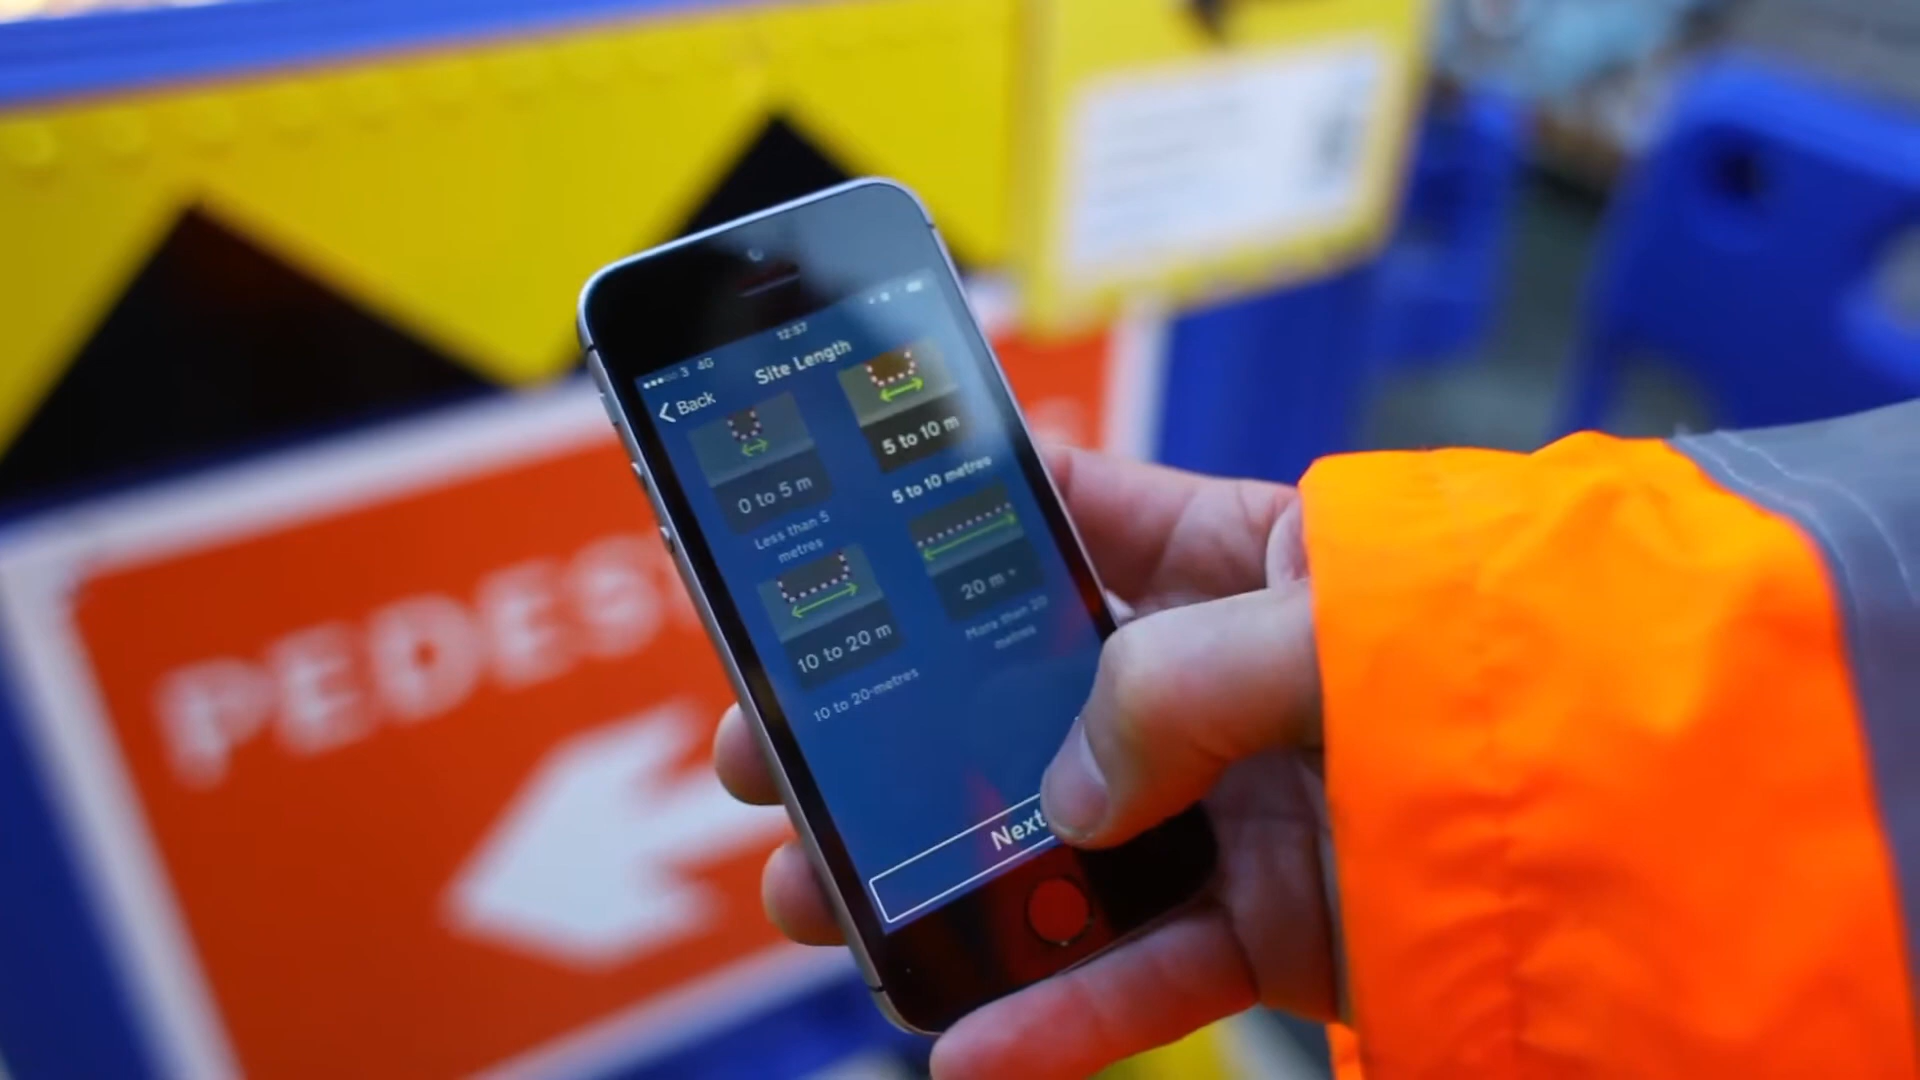 3 4G
12:57
Back
Site Length
0 to 5 m
5 to 10 m
Less than 5
metres
5 to 10 metres
10 to 20 m
20 m +
10 to 20 metres
More than 20
metres
Next
PEDES